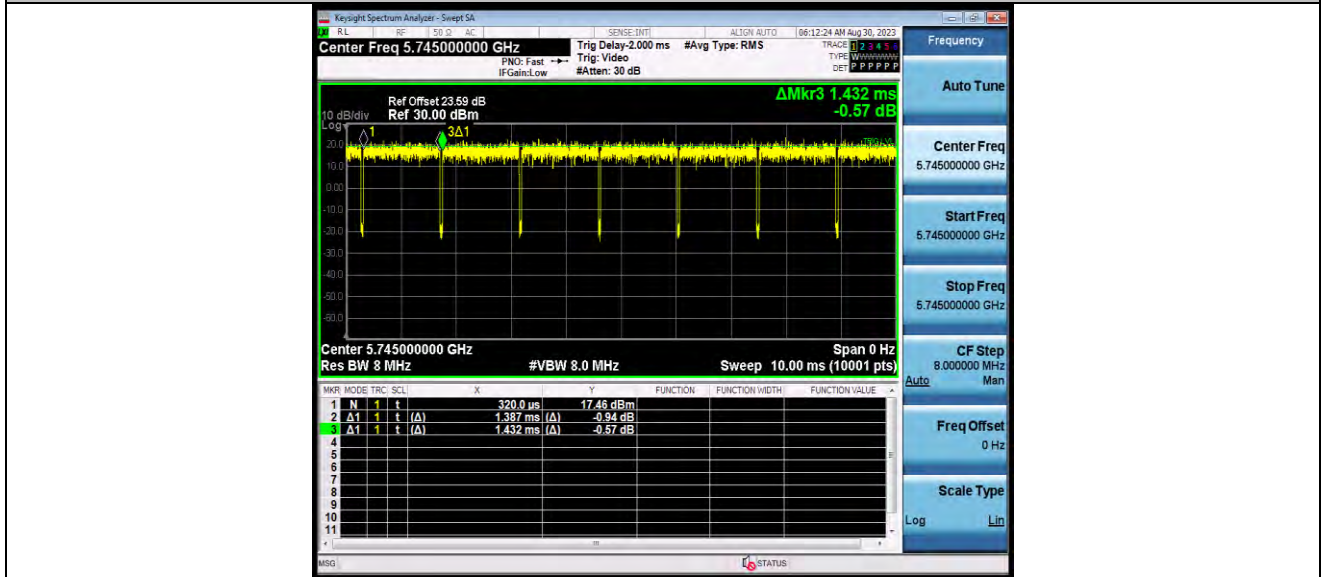 Keysight Spectrum Analyzer - Swept SA
RL RF 50 Ω AC SENSE:INT ALIGN AUTO 06:12:24 AM Aug 30, 2023
Center Freq 5.745000000 GHz
PNO: Fast
IFGain:Low
Trig Delay-2.000 ms
Trig: Video
#Atten: 30 dB
#Avg Type: RMS
TRACE 1 2 3 4 5 6
TYPE W
DET P P P P P P
ΔMkr3 1.432 ms
-0.57 dB
Ref Offset 23.59 dB
10 dB/div Ref 30.00 dBm
Log
1
3Δ1
20.0
10.0
0.00
-10.0
-20.0
-30.0
-40.0
-50.0
-60.0
Center 5.745000000 GHz Span 0 Hz
Res BW 8 MHz #VBW 8.0 MHz Sweep 10.00 ms (10001 pts)
MKR MODE TRC SCL X Y FUNCTION FUNCTION WIDTH FUNCTION VALUE
1 N 1 t 320.0 µs 17.46 dBm
2 Δ1 1 t (Δ) 1.387 ms (Δ) -0.94 dB
3 Δ1 1 t (Δ) 1.432 ms (Δ) -0.57 dB
4
5
6
7
8
9
10
11
MSG STATUS
Frequency
Auto Tune
Center Freq
5.745000000 GHz
Start Freq
5.745000000 GHz
Stop Freq
5.745000000 GHz
CF Step
8.000000 MHz
Auto Man
Freq Offset
0 Hz
Scale Type
Log Lin